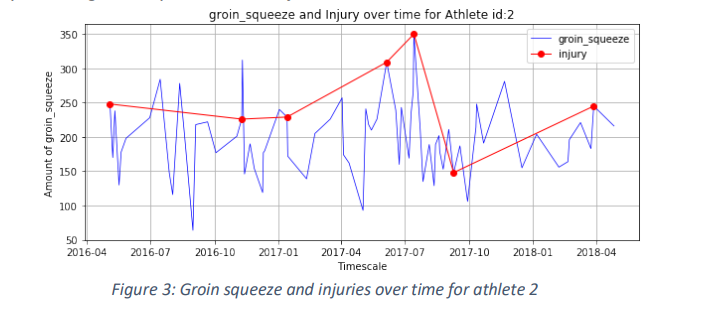 groin_squeeze and Injury over time for Athlete id:2
350
300
250
200
150
100
50
Amount of groin_squeeze
groin_squeeze
injury
2016-04 2016-07 2016-10 2017-01 2017-04 2017-07 2017-10 2018-01 2018-04
Timescale
Figure 3: Groin squeeze and injuries over time for athlete 2